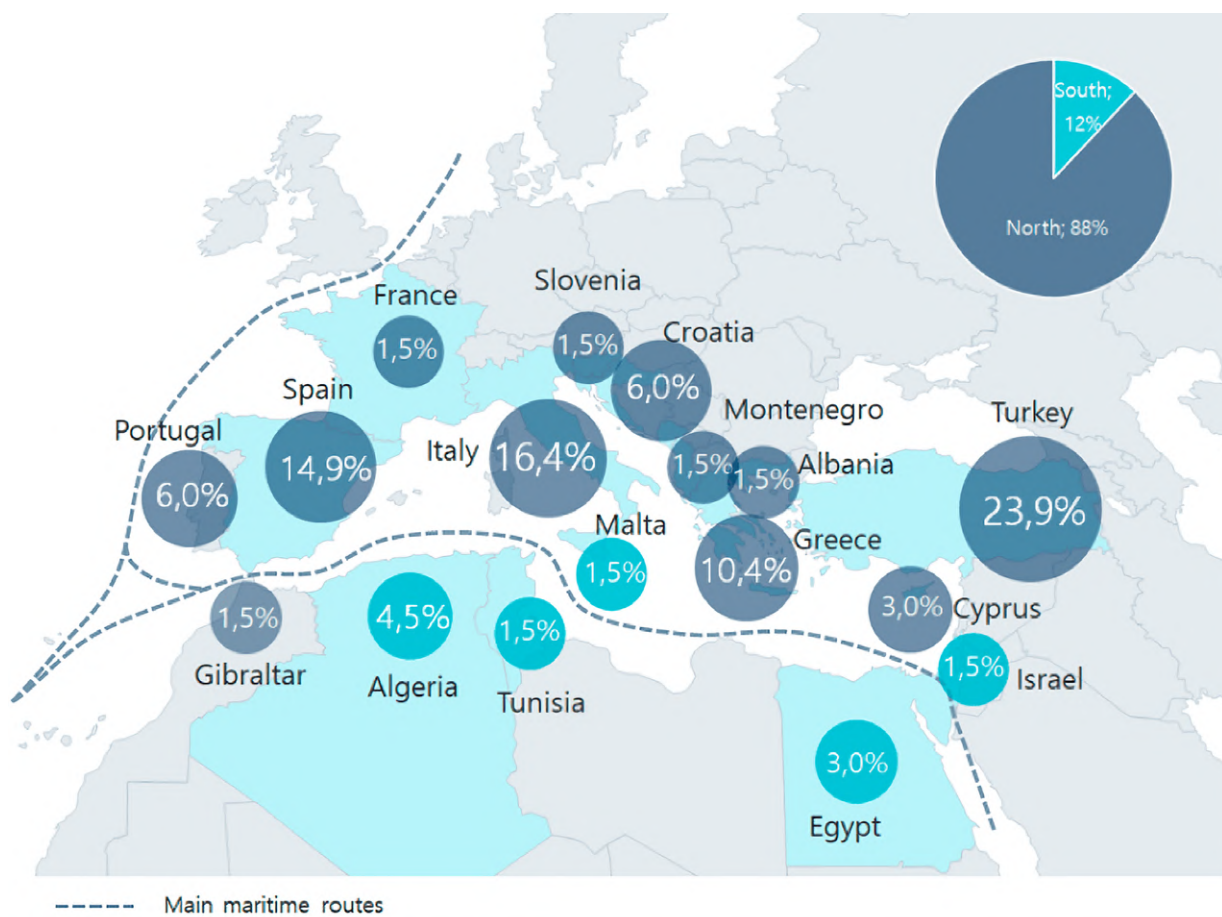 South;
12%
North; 88%
Slovenia
1,5%
France
1,5%
Croatia
6,0%
Spain
14,9%
Portugal
6,0%
Italy
16,4%
Montenegro
1,5%
Albania
1,5%
Turkey
23,9%
Malta
1,5%
Greece
10,4%
Cyprus
3,0%
Israel
1,5%
1,5%
Gibraltar
4,5%
Algeria
1,5%
Tunisia
3,0%
Egypt
Main maritime routes